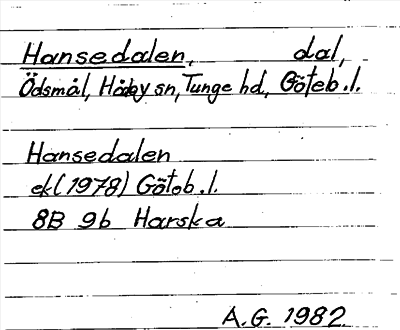 Hansedalen, dal,
Ödsmål, Håby sn, Tunge hd, Göteb. l.
Hansedalen
ek (1978) Göteb. l.
8B 9b Harska
A.G. 1982